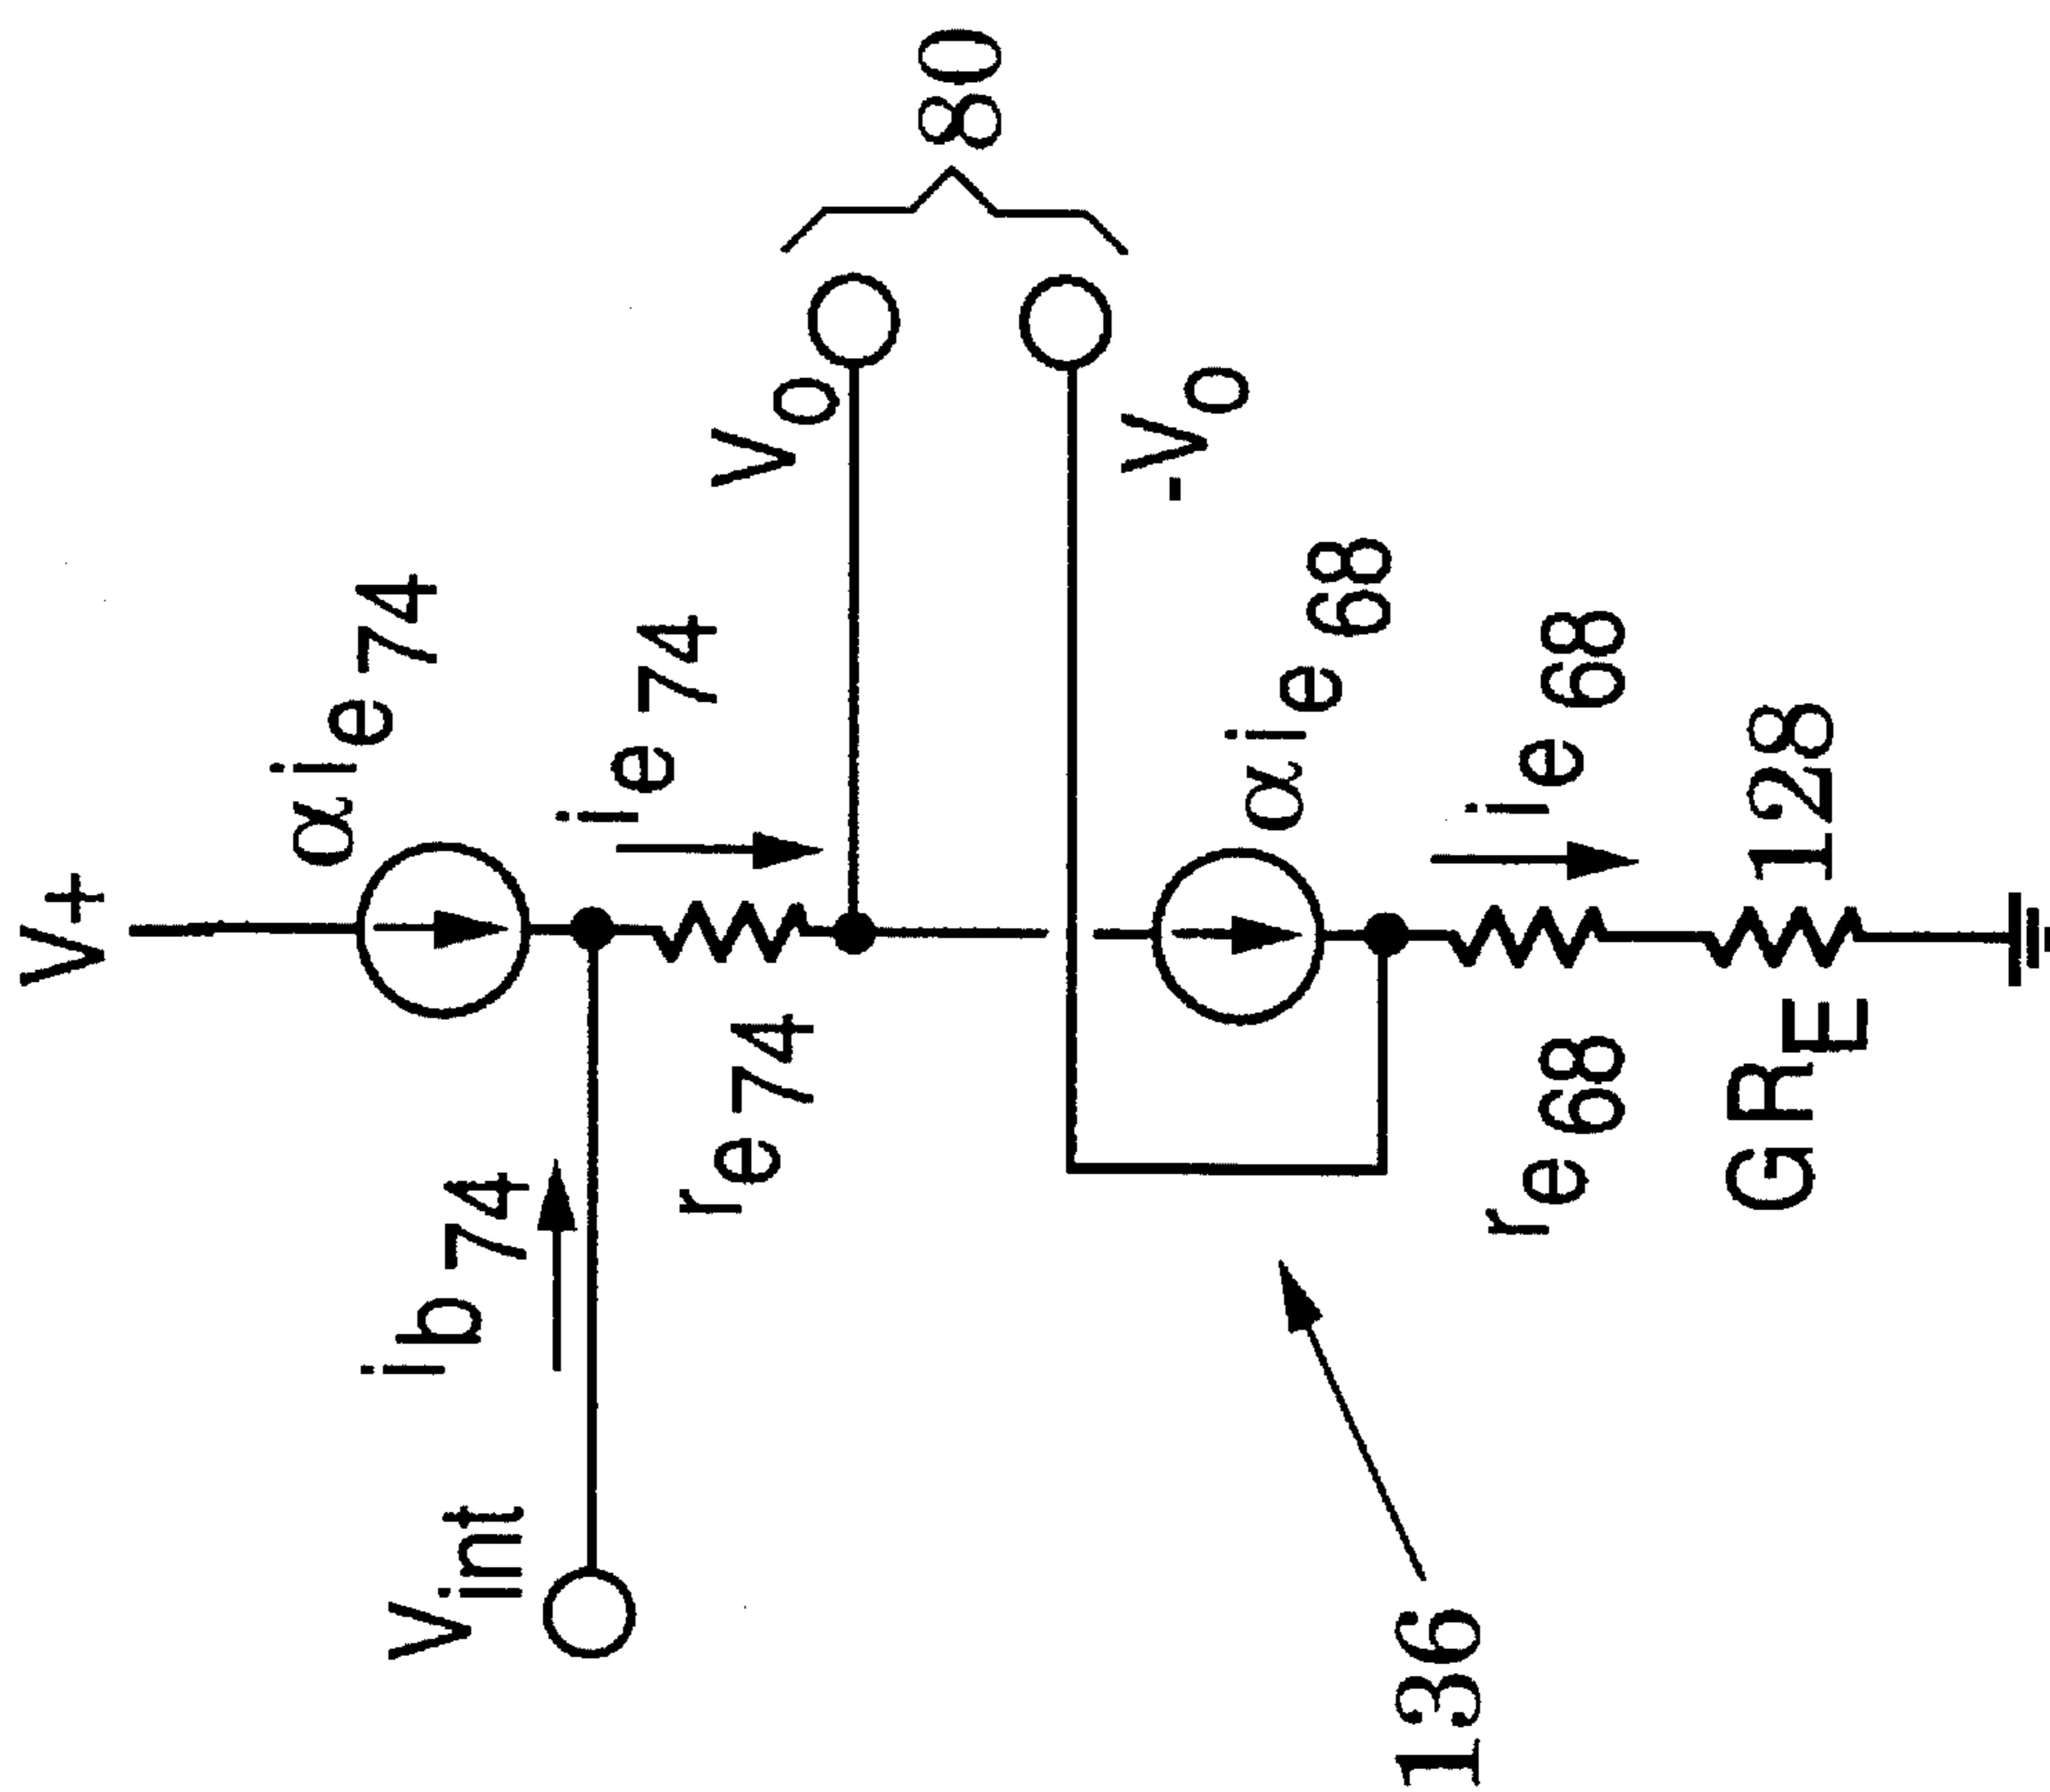 V+
αie74
ie74
Vint
ib74
re74
Vo
80
-Vo
αie68
ie68
re68
GRE 128
136